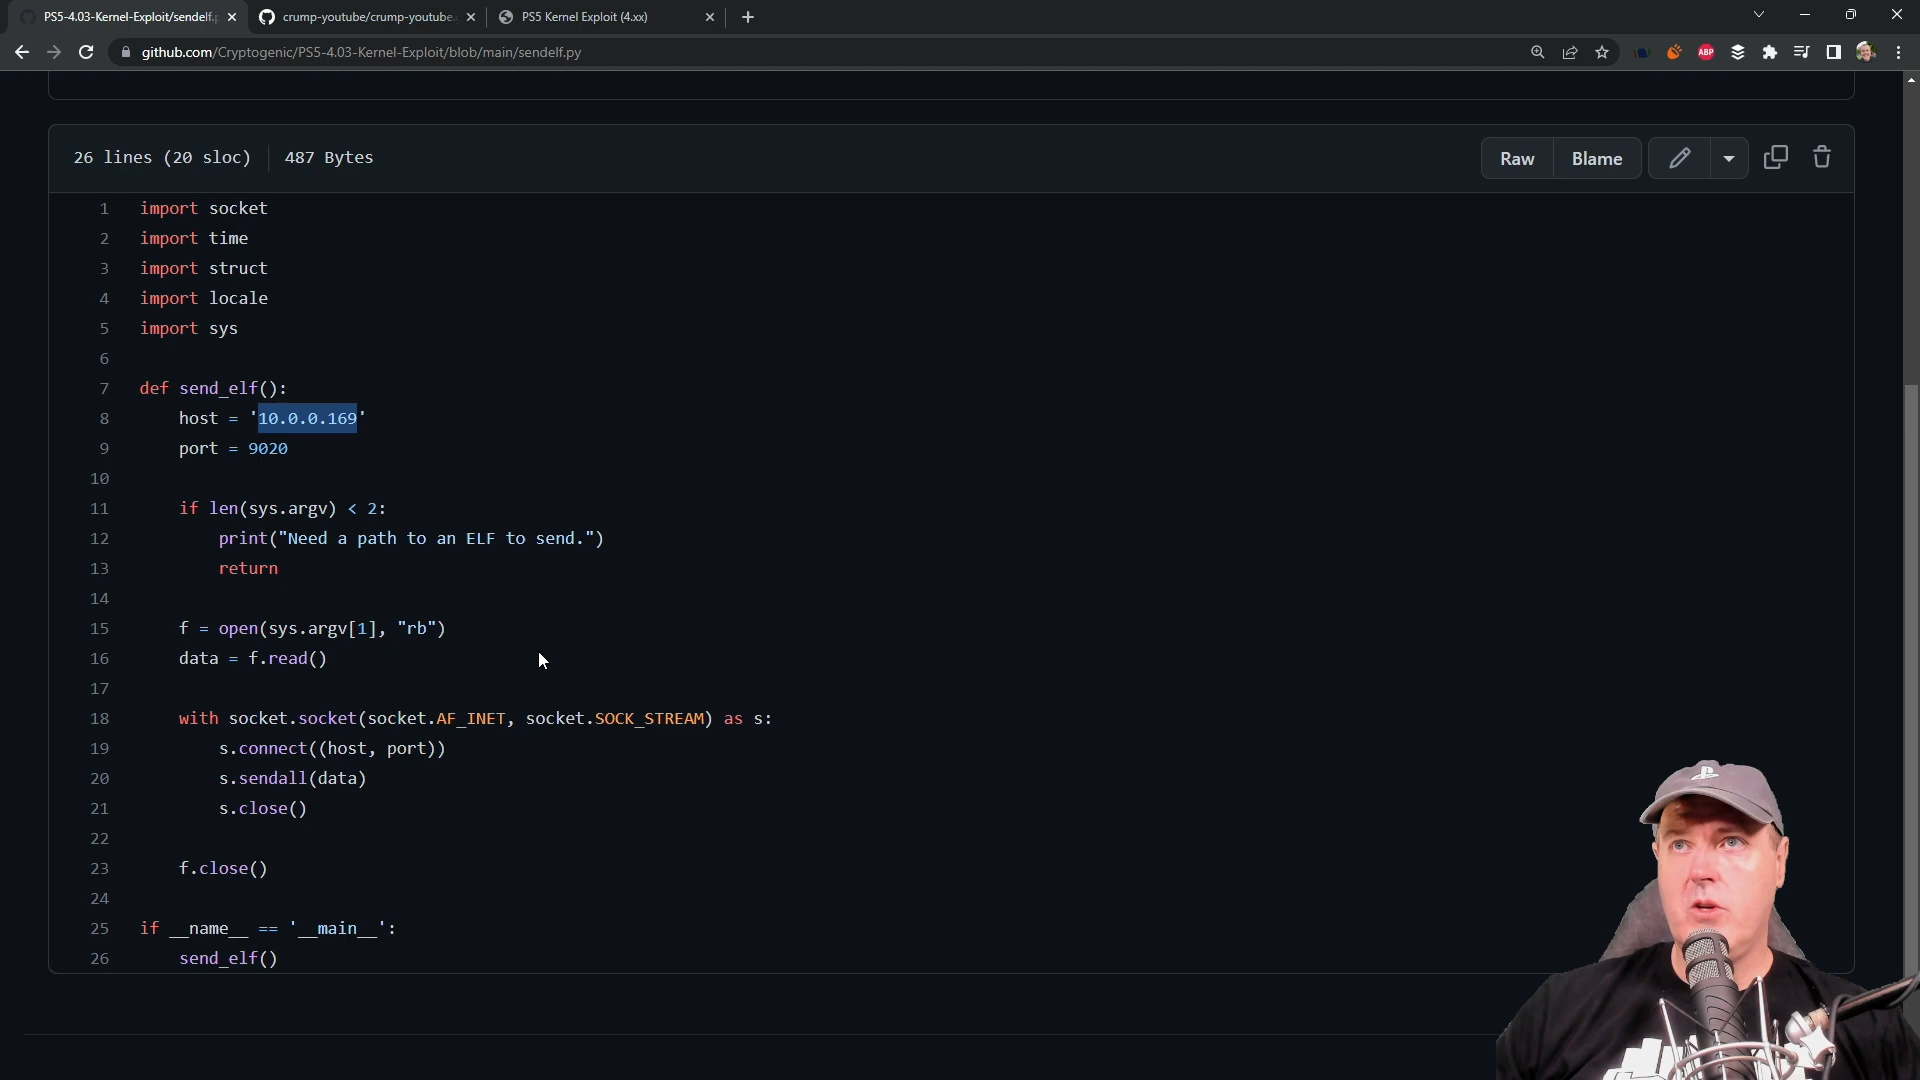 PS5-4.03-Kernel-Exploit/sendelf.
crump-youtube/crump-youtube.
PS5 Kernel Exploit (4.xx)
github.com/Cryptogenic/PS5-4.03-Kernel-Exploit/blob/main/sendelf.py
ABP
26 lines (20 sloc)
487 Bytes
Raw
Blame
1 import socket
2 import time
3 import struct
4 import locale
5 import sys
6
7 def send_elf():
8 host = '10.0.0.169'
9 port = 9020
10
11 if len(sys.argv) < 2:
12 print("Need a path to an ELF to send.")
13 return
14
15 f = open(sys.argv[1], "rb")
16 data = f.read()
17
18 with socket.socket(socket.AF_INET, socket.SOCK_STREAM) as s:
19 s.connect((host, port))
20 s.sendall(data)
21 s.close()
22
23 f.close()
24
25 if __name__ == '__main__':
26 send_elf()